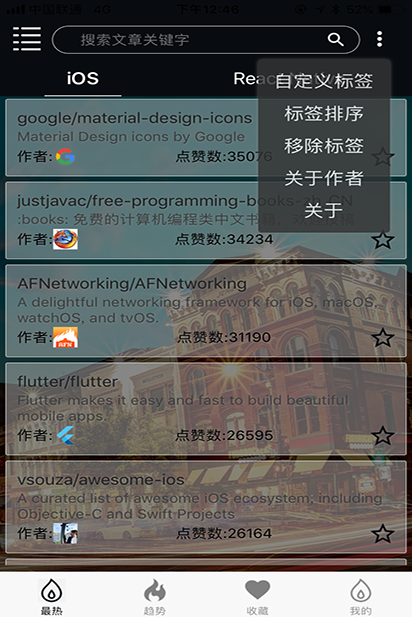 中国联通 4G 下午12:46 52%
搜索文章关键字
iOS
自定义标签
标签排序
移除标签
关于作者
关于
google/material-design-icons
Material Design icons by Google
作者: 点赞数:35076
justjavac/free-programming-books-zh_CN
:books: 免费的计算机编程类中文书籍，
作者: 点赞数:34234
AFNetworking/AFNetworking
A delightful networking framework for iOS, macOS,
watchOS, and tvOS.
作者: 点赞数:31190
flutter/flutter
Flutter makes it easy and fast to build beautiful
mobile apps.
作者: 点赞数:26595
vsouza/awesome-ios
A curated list of awesome iOS ecosystem, including
Objective-C and Swift Projects
作者: 点赞数:26164
最热 趋势 收藏 我的